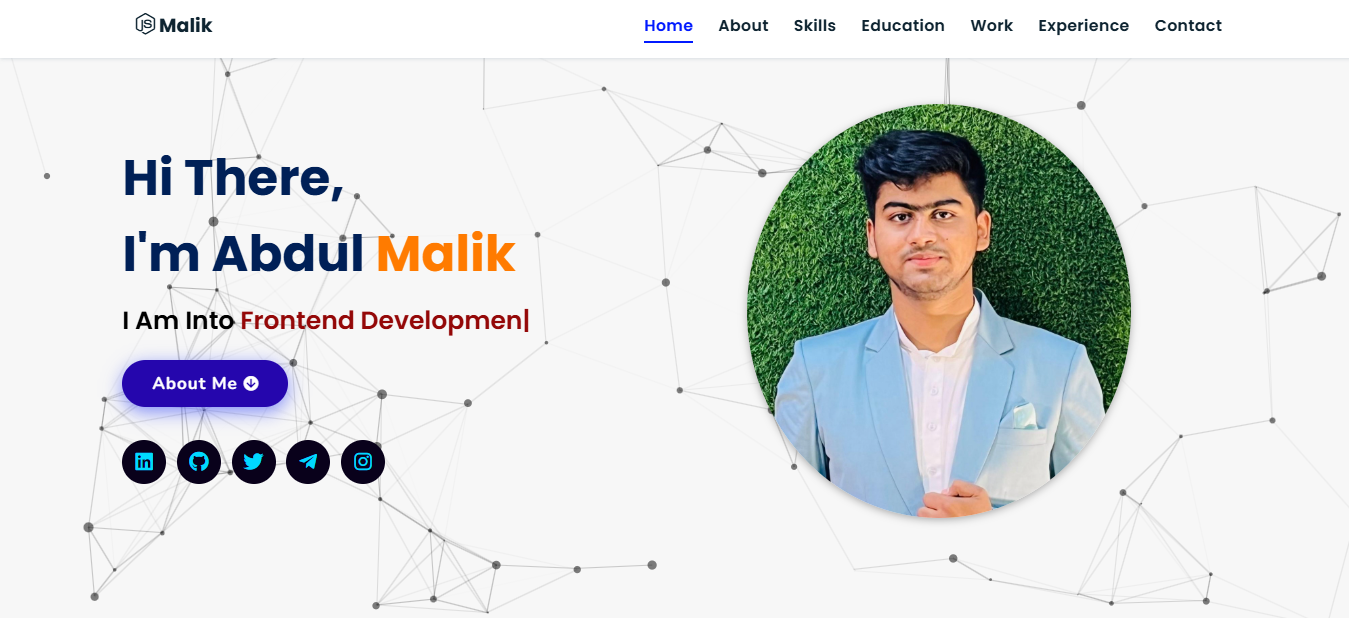 Malik
Home About Skills Education Work Experience Contact
Hi There,
I'm Abdul Malik
I Am Into Frontend Developmen|
About Me